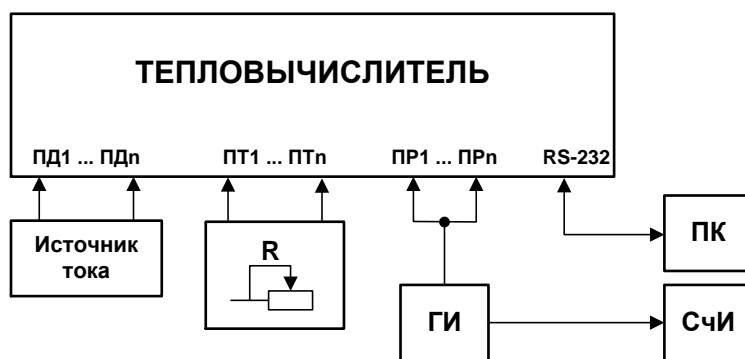 ТЕПЛОВЫЧИСЛИТЕЛЬ
ПД1 ... ПДn ПТ1 ... ПТn ПР1 ... ПРn RS-232
Источник
тока
R
ПК
ГИ
СчИ